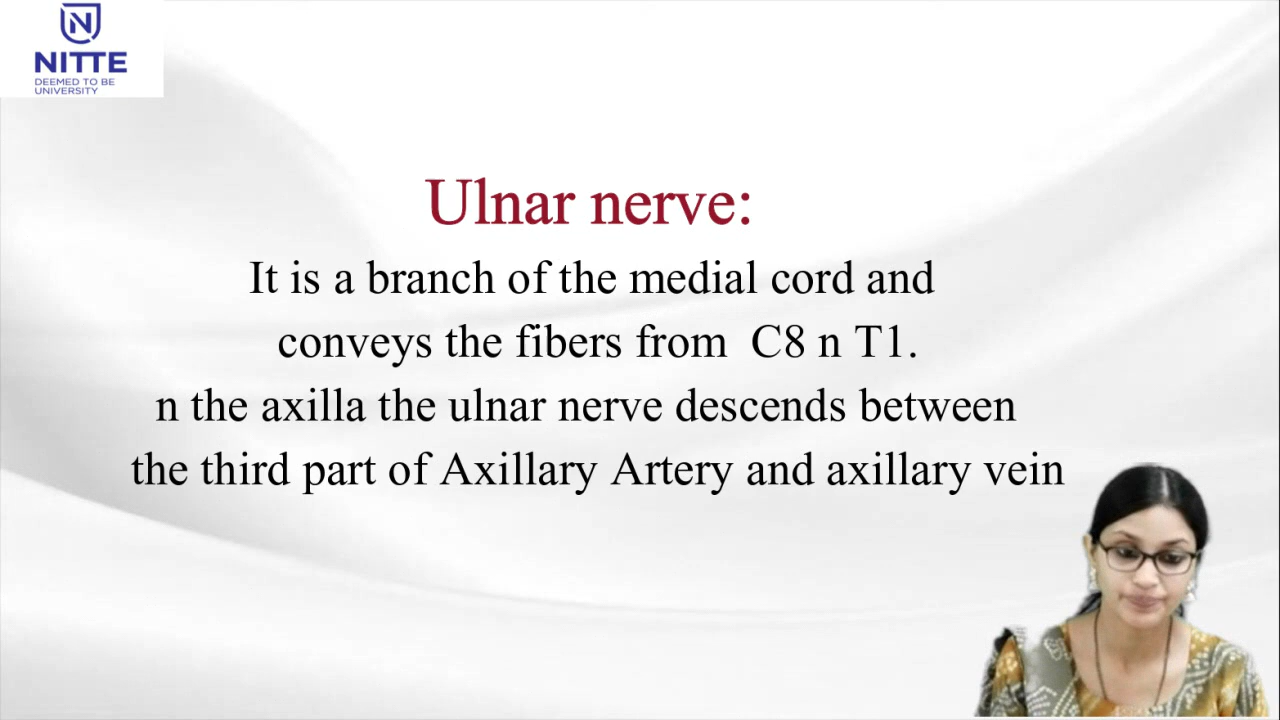 N
NITTE
DEEMED TO BE
UNIVERSITY
Ulnar nerve:
It is a branch of the medial cord and
conveys the fibers from C8 n T1.
n the axilla the ulnar nerve descends between
the third part of Axillary Artery and axillary vein